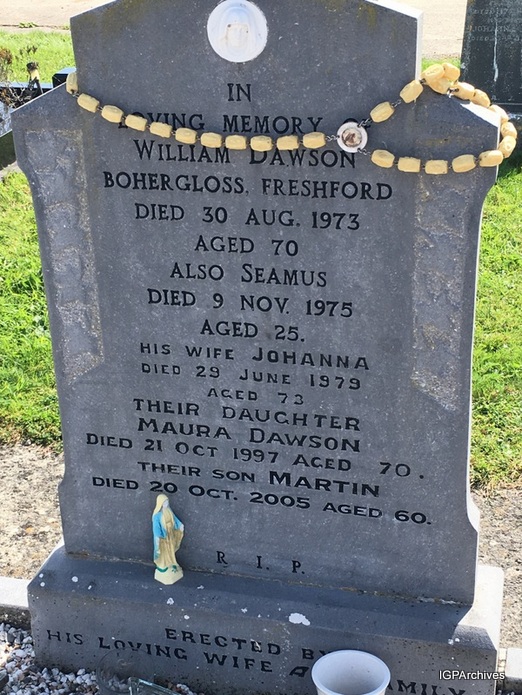 IN
LOVING MEMORY
WILLIAM DAWSON
BOHERGLOSS. FRESHFORD
DIED 30 AUG. 1973
AGED 70
ALSO SEAMUS
DIED 9 NOV. 1975
AGED 25.
HIS WIFE JOHANNA
DIED 29 JUNE 1979
AGED 73
THEIR DAUGHTER
MAURA DAWSON
DIED 21 OCT 1997 AGED 70.
THEIR SON MARTIN
DIED 20 OCT. 2005 AGED 60.
R. I. P.
ERECTED BY
HIS LOVING WIFE
IGPArchives